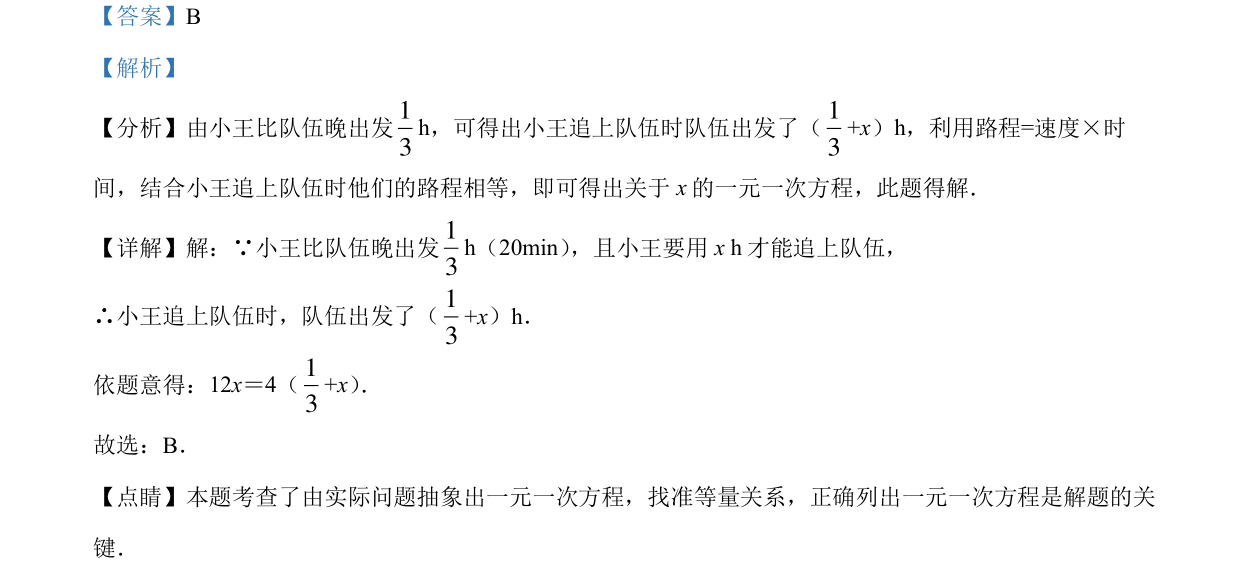 【答案】B
【解析】
【分析】由小王比队伍晚出发1/3h，可得出小王追上队伍时队伍出发了（1/3+x）h，利用路程=速度×时
间，结合小王追上队伍时他们的路程相等，即可得出关于 x 的一元一次方程，此题得解．
【详解】解：∵小王比队伍晚出发1/3h（20min），且小王要用 x h 才能追上队伍，
∴小王追上队伍时，队伍出发了（1/3+x）h．
依题意得：12x＝4（1/3+x）．
故选：B．
【点睛】本题考查了由实际问题抽象出一元一次方程，找准等量关系，正确列出一元一次方程是解题的关
键．